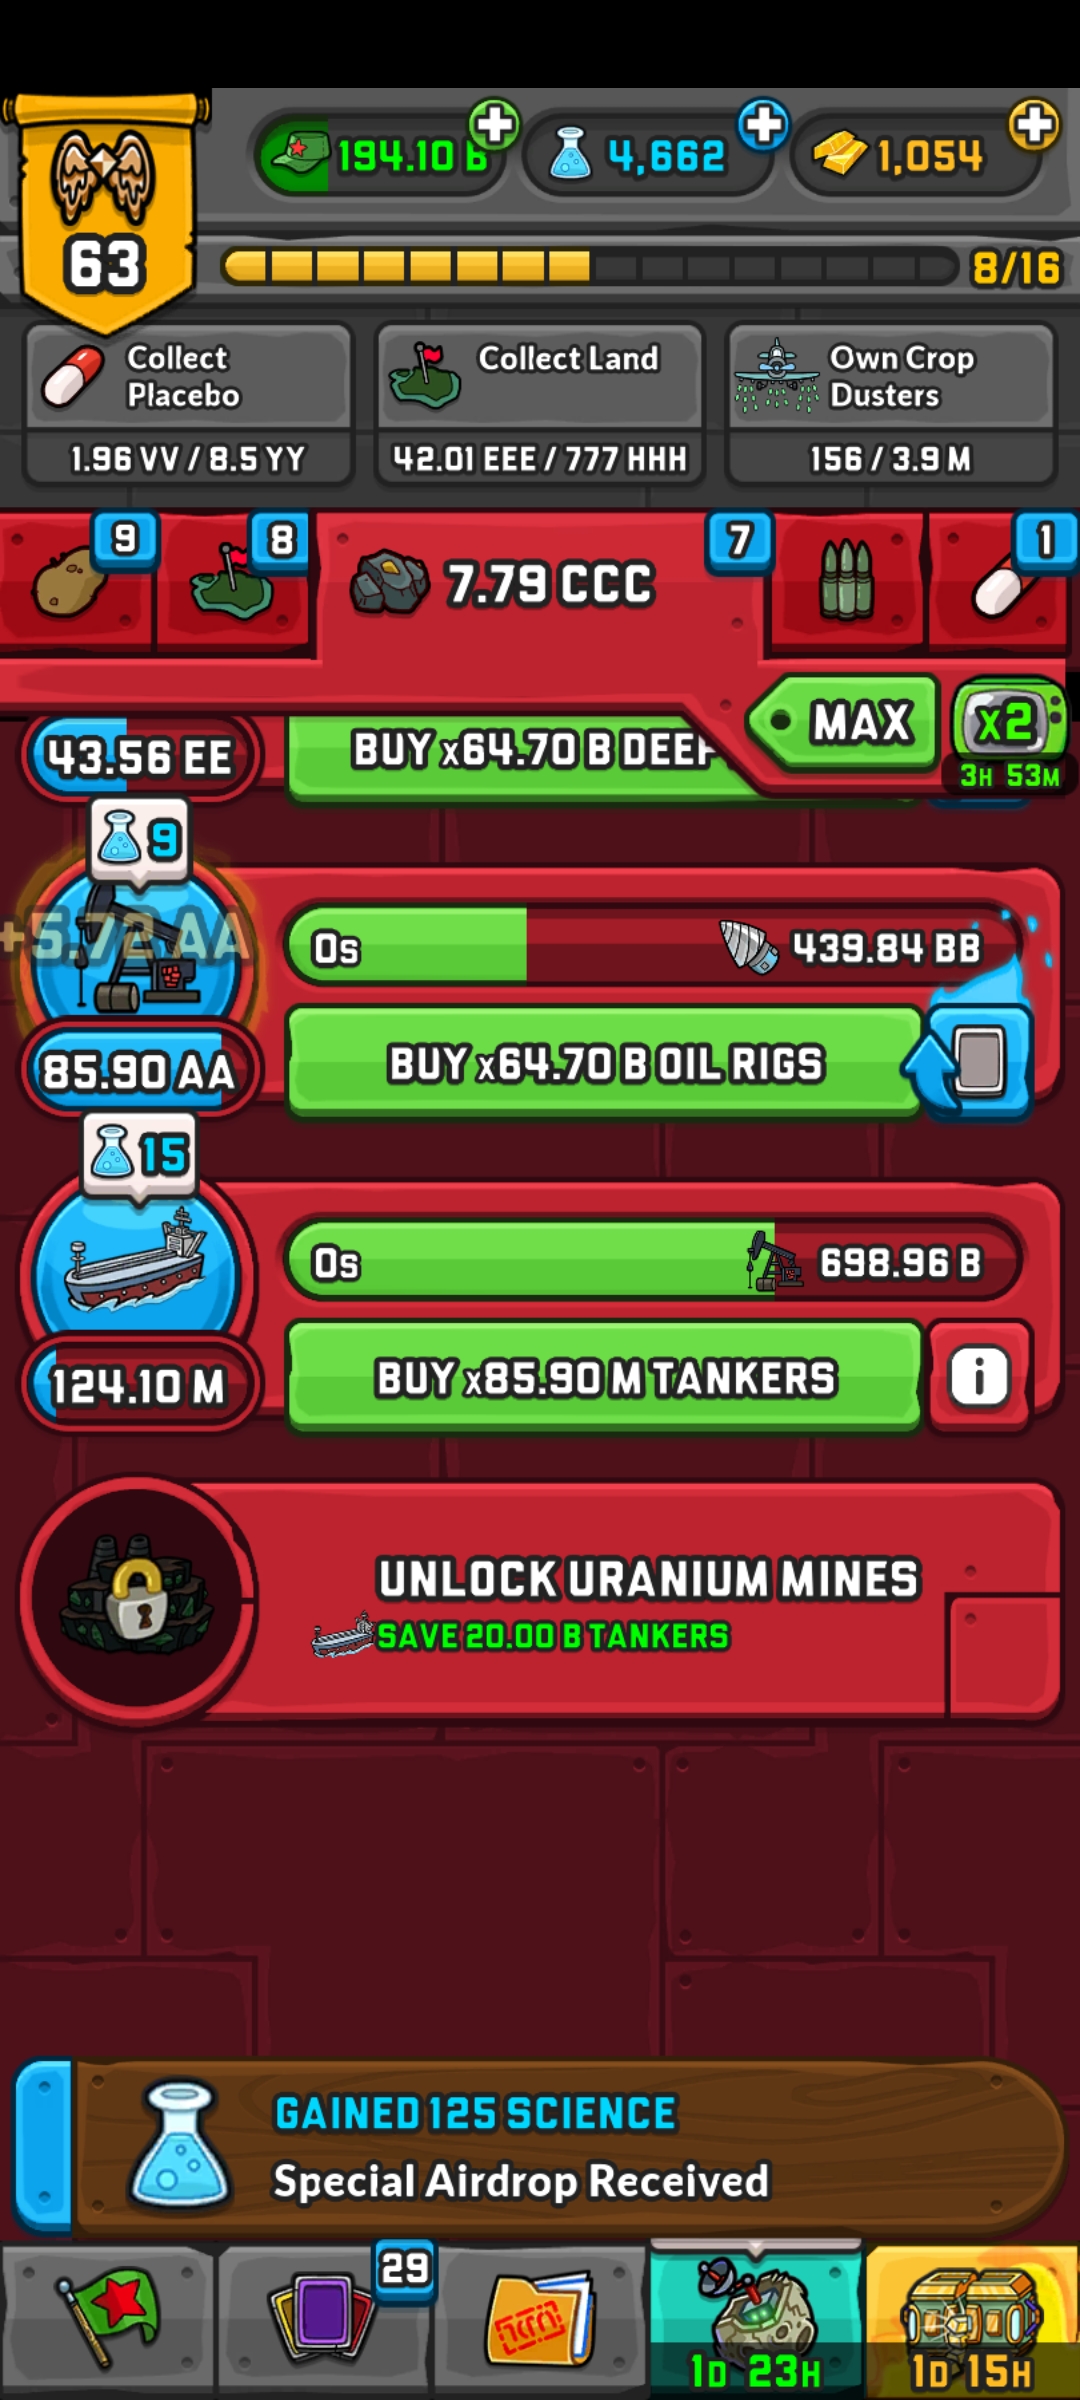 194.10 B
4,662
1,054
63
8/16
Collect
Placebo
1.96 VV / 8.5 YY
Collect Land
42.01 EEE / 777 HHH
Own Crop
Dusters
156 / 3.9 M
9
8
7.79 CCC
7
1
MAX
x2
3H 53M
43.56 EE
BUY x64.70 B DEEP
9
+5.72 AA
0s
439.84 BB
85.90 AA
BUY x64.70 B OIL RIGS
15
0s
698.96 B
124.10 M
BUY x85.90 M TANKERS
i
UNLOCK URANIUM MINES
SAVE 20.00 B TANKERS
GAINED 125 SCIENCE
Special Airdrop Received
29
1D 23H
1D 15H